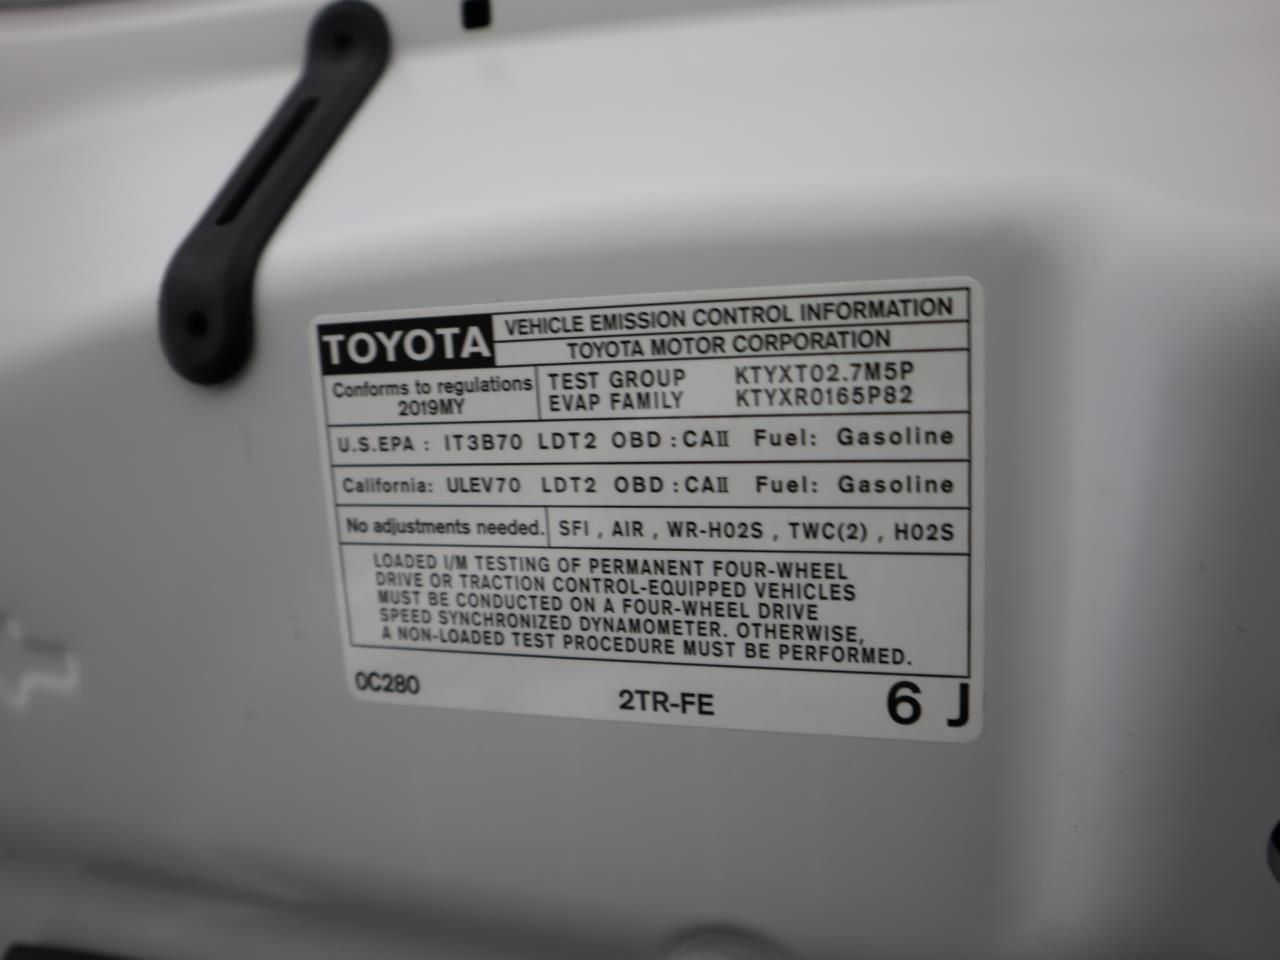 TOYOTA
VEHICLE EMISSION CONTROL INFORMATION
TOYOTA MOTOR CORPORATION
Conforms to regulations
2019MY
TEST GROUP KTYXT02.7M5P
EVAP FAMILY KTYXR0165P82
U.S.EPA : IT3B70 LDT2 OBD : CAⅡ Fuel: Gasoline
California: ULEV70 LDT2 OBD : CAⅡ Fuel: Gasoline
No adjustments needed.
SFI , AIR , WR-HO2S , TWC(2) , HO2S
LOADED I/M TESTING OF PERMANENT FOUR-WHEEL
DRIVE OR TRACTION CONTROL-EQUIPPED VEHICLES
MUST BE CONDUCTED ON A FOUR-WHEEL DRIVE
SPEED SYNCHRONIZED DYNAMOMETER. OTHERWISE,
A NON-LOADED TEST PROCEDURE MUST BE PERFORMED.
0C280
2TR-FE
6 J